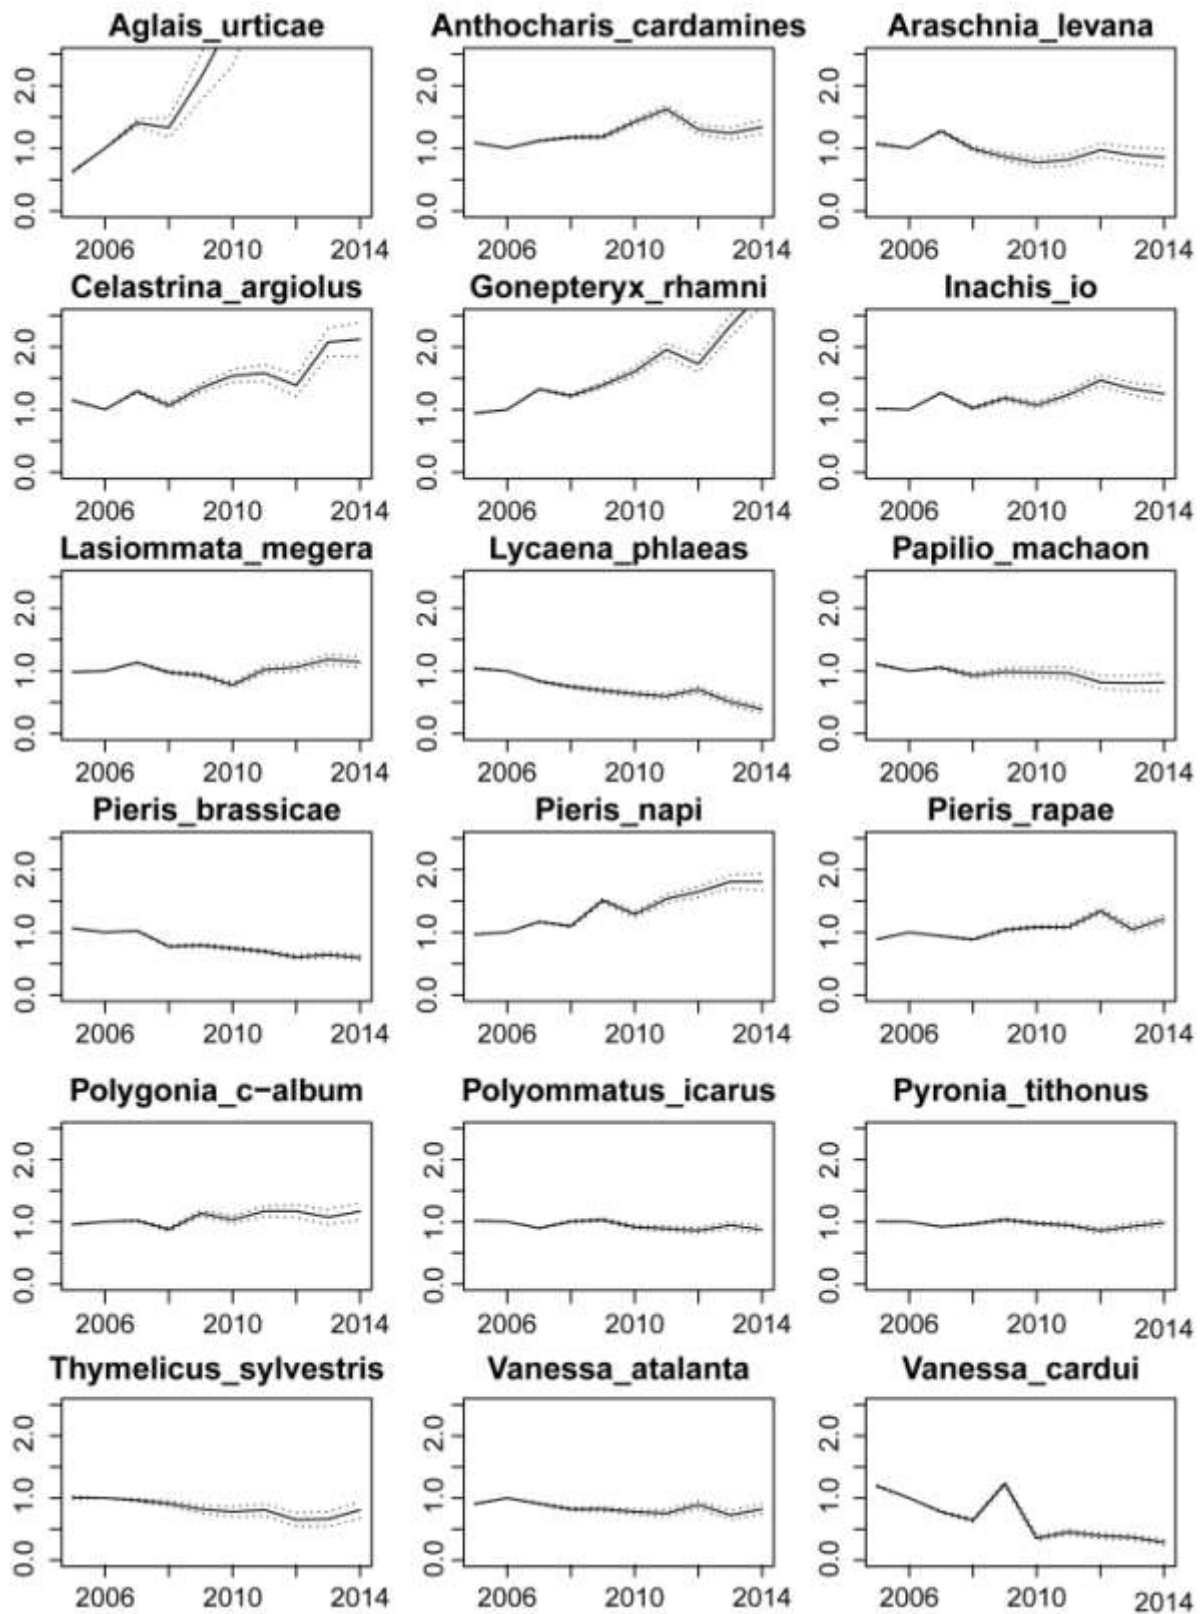 Aglais_urticae Anthocharis_cardamines Araschnia_levana
0.0 1.0 2.0 0.0 1.0 2.0 0.0 1.0 2.0
2006 2010 2014 2006 2010 2014 2006 2010 2014
Celastrina_argiolus Gonepteryx_rhamni Inachis_io
0.0 1.0 2.0 0.0 1.0 2.0 0.0 1.0 2.0
2006 2010 2014 2006 2010 2014 2006 2010 2014
Lasiommata_megera Lycaena_phlaeas Papilio_machaon
0.0 1.0 2.0 0.0 1.0 2.0 0.0 1.0 2.0
2006 2010 2014 2006 2010 2014 2006 2010 2014
Pieris_brassicae Pieris_napi Pieris_rapae
0.0 1.0 2.0 0.0 1.0 2.0 0.0 1.0 2.0
2006 2010 2014 2006 2010 2014 2006 2010 2014
Polygonia_c−album Polyommatus_icarus Pyronia_tithonus
0.0 1.0 2.0 0.0 1.0 2.0 0.0 1.0 2.0
2006 2010 2014 2006 2010 2014 2006 2010 2014
Thymelicus_sylvestris Vanessa_atalanta Vanessa_cardui
0.0 1.0 2.0 0.0 1.0 2.0 0.0 1.0 2.0
2006 2010 2014 2006 2010 2014 2006 2010 2014